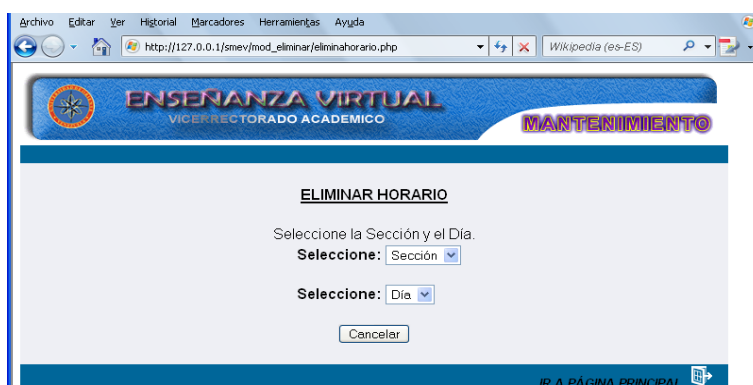 Archivo Editar Ver Historial Marcadores Herramientas Ayuda
http://127.0.0.1/smev/mod_eliminar/eliminahorario.php Wikipedia (es-ES)
ENSEÑANZA VIRTUAL
VICERRECTORADO ACADEMICO
MANTENIMIENTO
ELIMINAR HORARIO
Seleccione la Sección y el Día.
Seleccione: Sección
Seleccione: Día
Cancelar
IR A PÁGINA PRINCIPAL